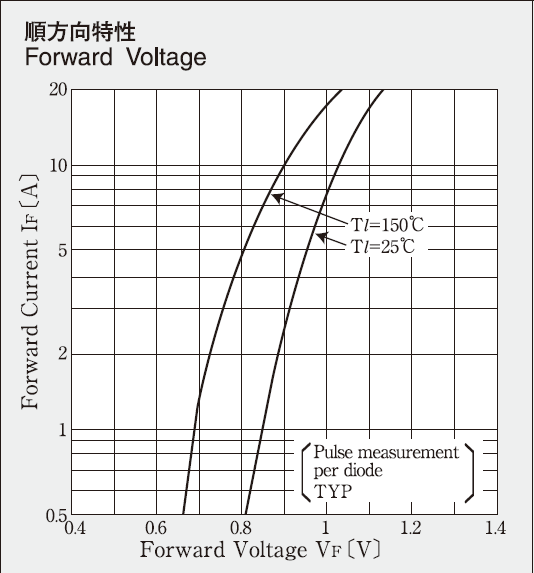 順方向特性
Forward Voltage
Forward Current IF〔A〕
20
10
5
2
1
0.5
Tl=150℃
Tl=25℃
Pulse measurement
per diode
TYP
0.4 0.6 0.8 1 1.2 1.4
Forward Voltage VF〔V〕